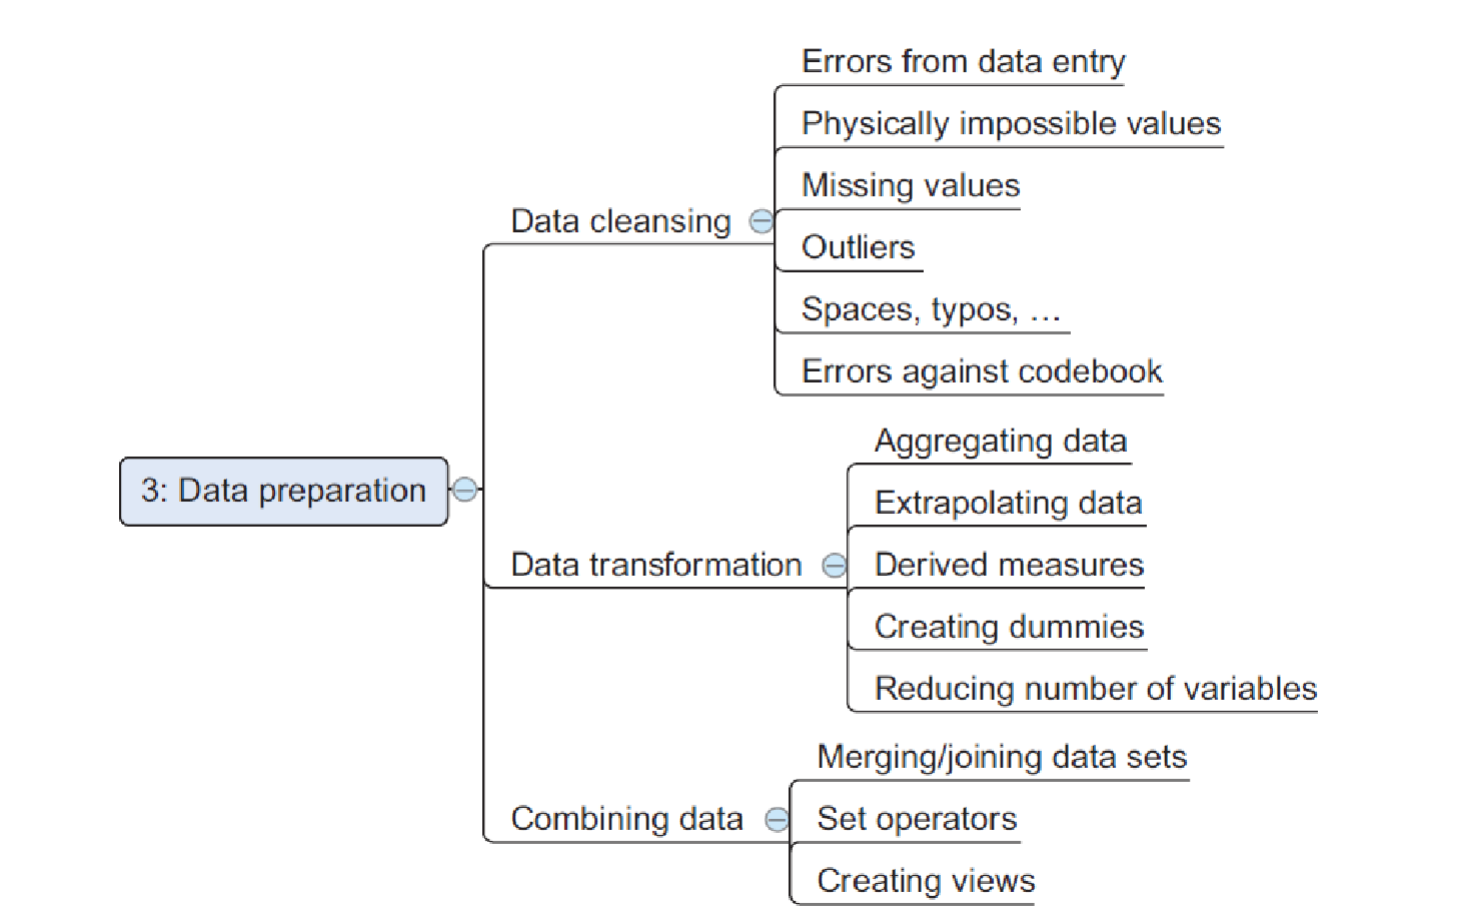 3: Data preparation
Data cleansing
Errors from data entry
Physically impossible values
Missing values
Outliers
Spaces, typos, …
Errors against codebook
Data transformation
Aggregating data
Extrapolating data
Derived measures
Creating dummies
Reducing number of variables
Combining data
Merging/joining data sets
Set operators
Creating views